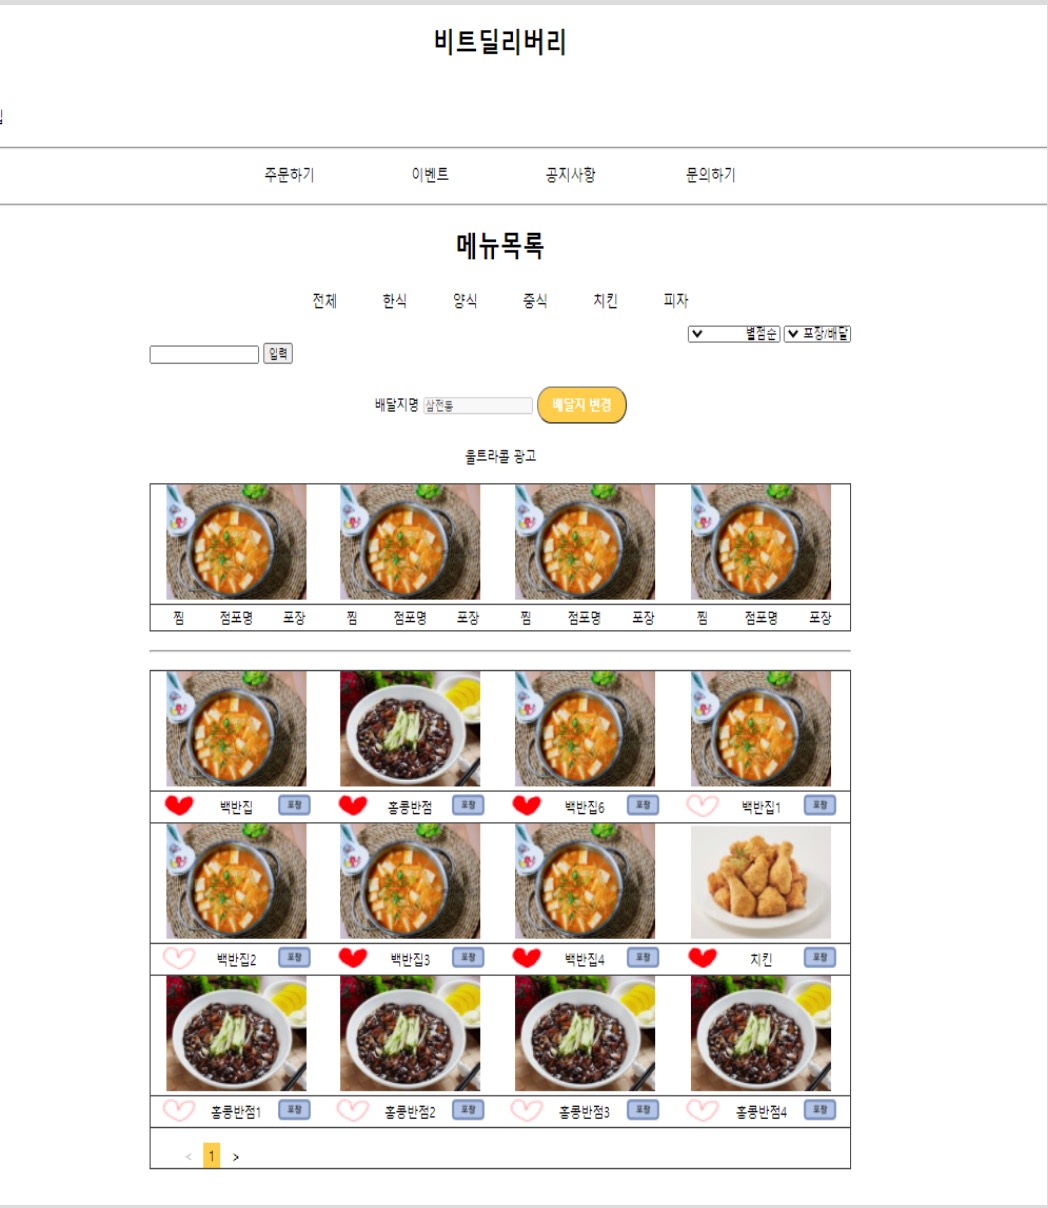 비트딜리버리
주문하기 이벤트 공지사항 문의하기
메뉴목록
전체 한식 양식 중식 치킨 피자
별점순 포장/배달
입력
배달지명 삼전동 배달지 변경
울트라콜 광고
찜 점포명 포장 찜 점포명 포장 찜 점포명 포장 찜 점포명 포장
백반집 포장 홍콩반점 포장 백반집6 포장 백반집1 포장
백반집2 포장 백반집3 포장 백반집4 포장 치킨 포장
홍콩반점1 포장 홍콩반점2 포장 홍콩반점3 포장 홍콩반점4 포장
< 1 >